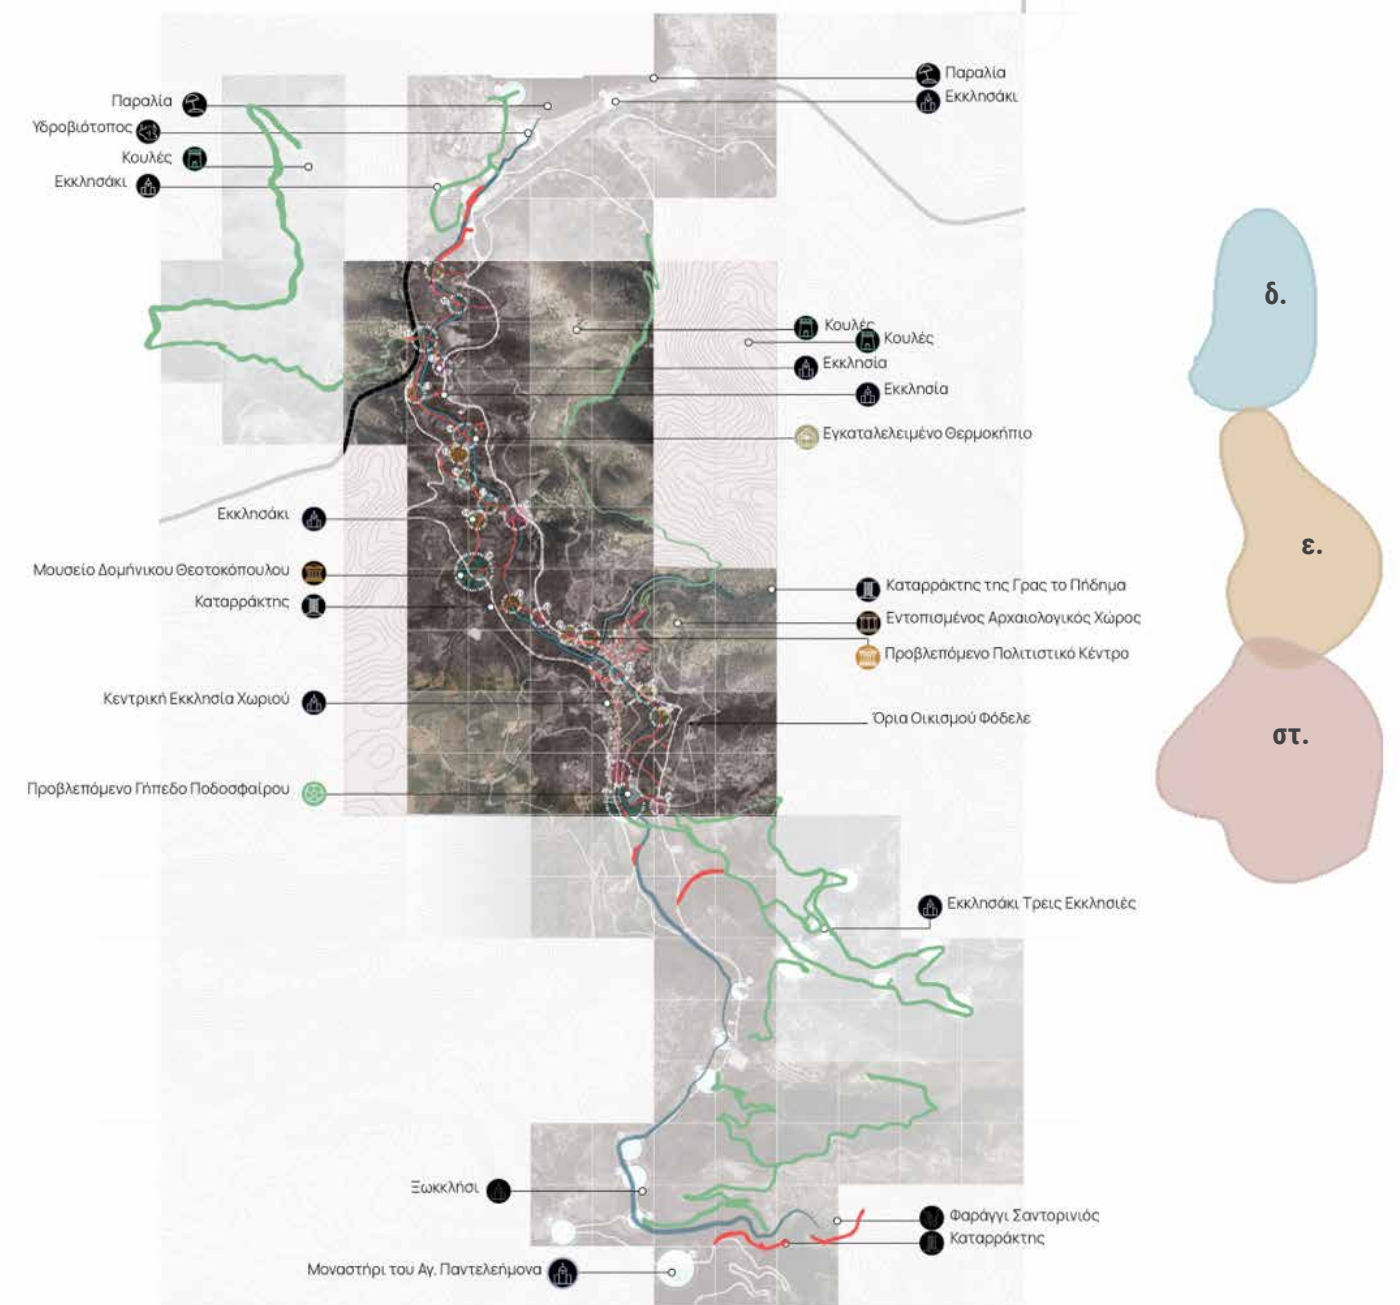 Παραλία
Εκκλησάκι
Παραλία
Υδροβιότοπος
Κουλές
Εκκλησάκι
δ.
Κουλές
Κουλές
Εκκλησία
Εκκλησία
Εγκαταλελειμένο Θερμοκήπιο
Εκκλησάκι
ε.
Μουσείο Δομήνικου Θεοτοκόπουλου
Καταρράκτης
Καταρράκτης της Γρας το Πήδημα
Εντοπισμένος Αρχαιολογικός Χώρος
Προβλεπόμενο Πολιτιστικό Κέντρο
Κεντρική Εκκλησία Χωριού
Όρια Οικισμού Φόδελε
στ.
Προβλεπόμενο Γήπεδο Ποδοσφαίρου
Εκκλησάκι Τρεις Εκκλησιές
Ξωκκλήσι
Φαράγγι Σαντορινιός
Καταρράκτης
Μοναστήρι του Αγ. Παντελεήμονα